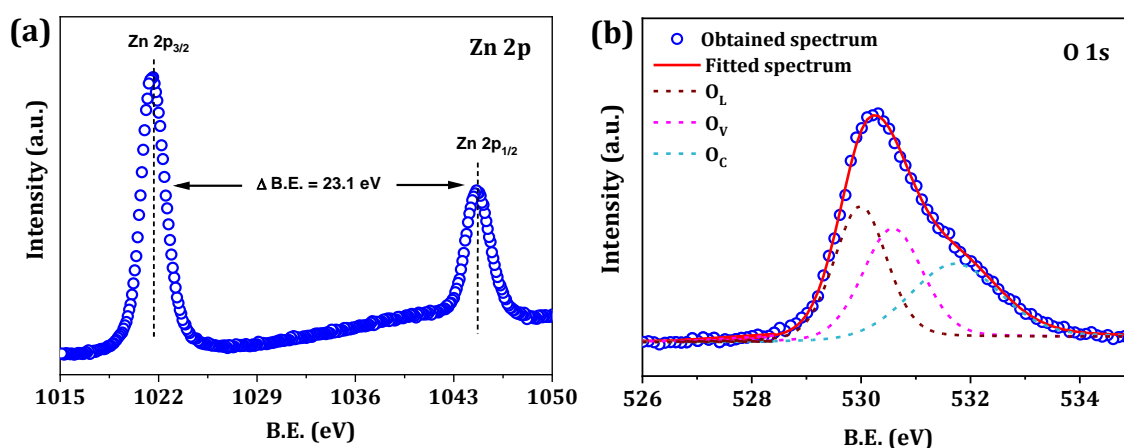 (a)
Zn 2p3/2
Zn 2p
Zn 2p1/2
Δ B.E. = 23.1 eV
Intensity (a.u.)
1015 1022 1029 1036 1043 1050
B.E. (eV)
(b)
Obtained spectrum
Fitted spectrum
OL
OV
OC
O 1s
Intensity (a.u.)
526 528 530 532 534
B.E. (eV)